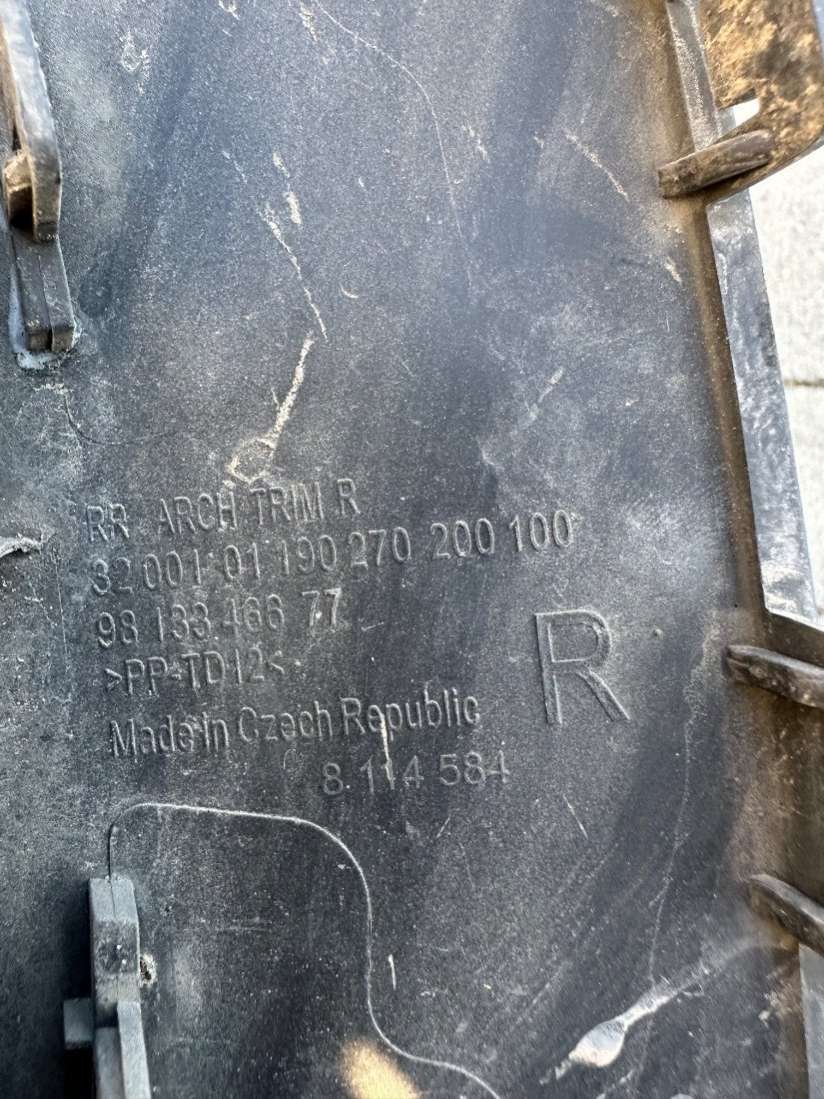 RR ARCH TRIM R
32 001 01 190 270 200 100
98 133 466 77
>PP-TD12<
Made in Czech Republic
R
8 114 584